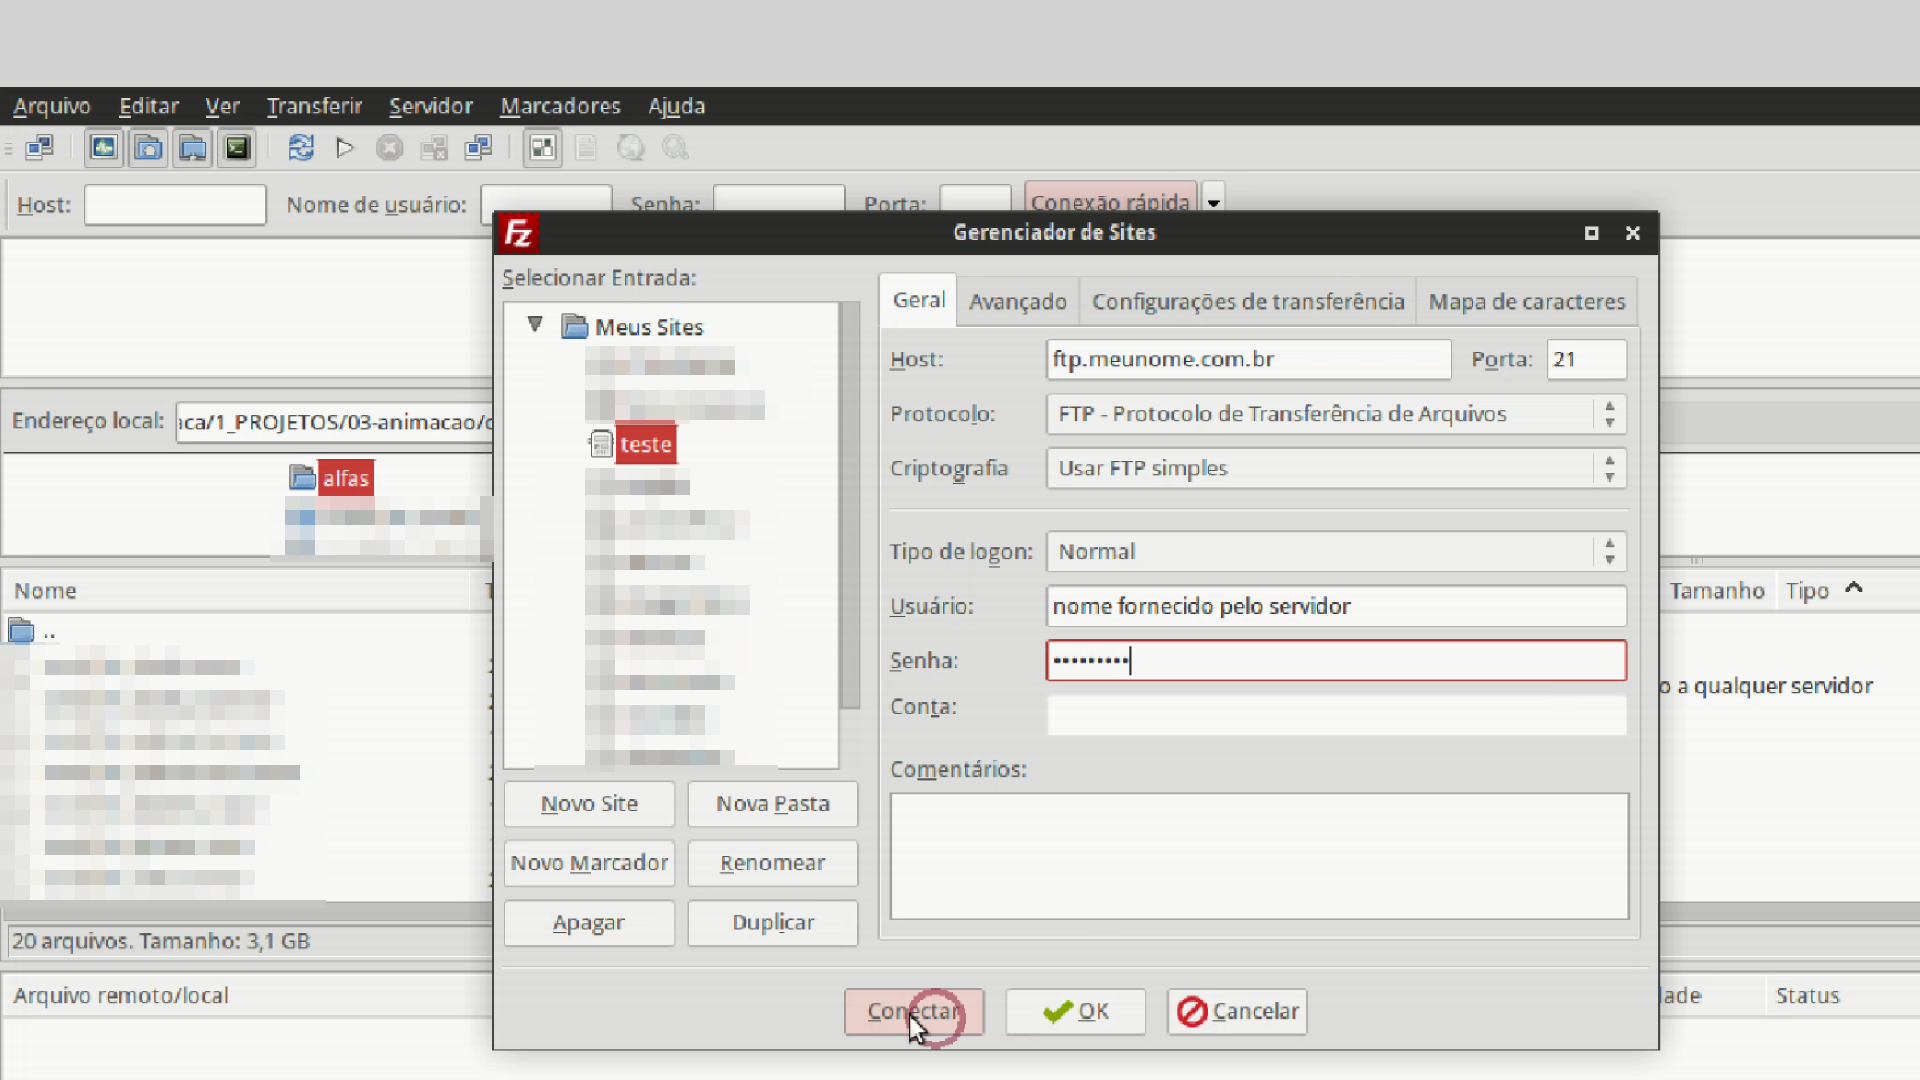 Arquivo Editar Ver Transferir Servidor Marcadores Ajuda
Host: Nome de usuário: Senha: Porta: Conexão rápida
Fz Gerenciador de Sites
Selecionar Entrada:
Meus Sites
teste
Novo Site Nova Pasta
Novo Marcador Renomear
Apagar Duplicar
Geral Avançado Configurações de transferência Mapa de caracteres
Host: ftp.meunome.com.br Porta: 21
Protocolo: FTP - Protocolo de Transferência de Arquivos
Criptografia Usar FTP simples
Tipo de logon: Normal
Usuário: nome fornecido pelo servidor
Senha: •••••••••
Conta:
Comentários:
Conectar OK Cancelar
Endereço local: aca/1_PROJETOS/03-animacao/
alfas
Nome
..
20 arquivos. Tamanho: 3,1 GB
Tamanho Tipo
o a qualquer servidor
Arquivo remoto/local
dade Status